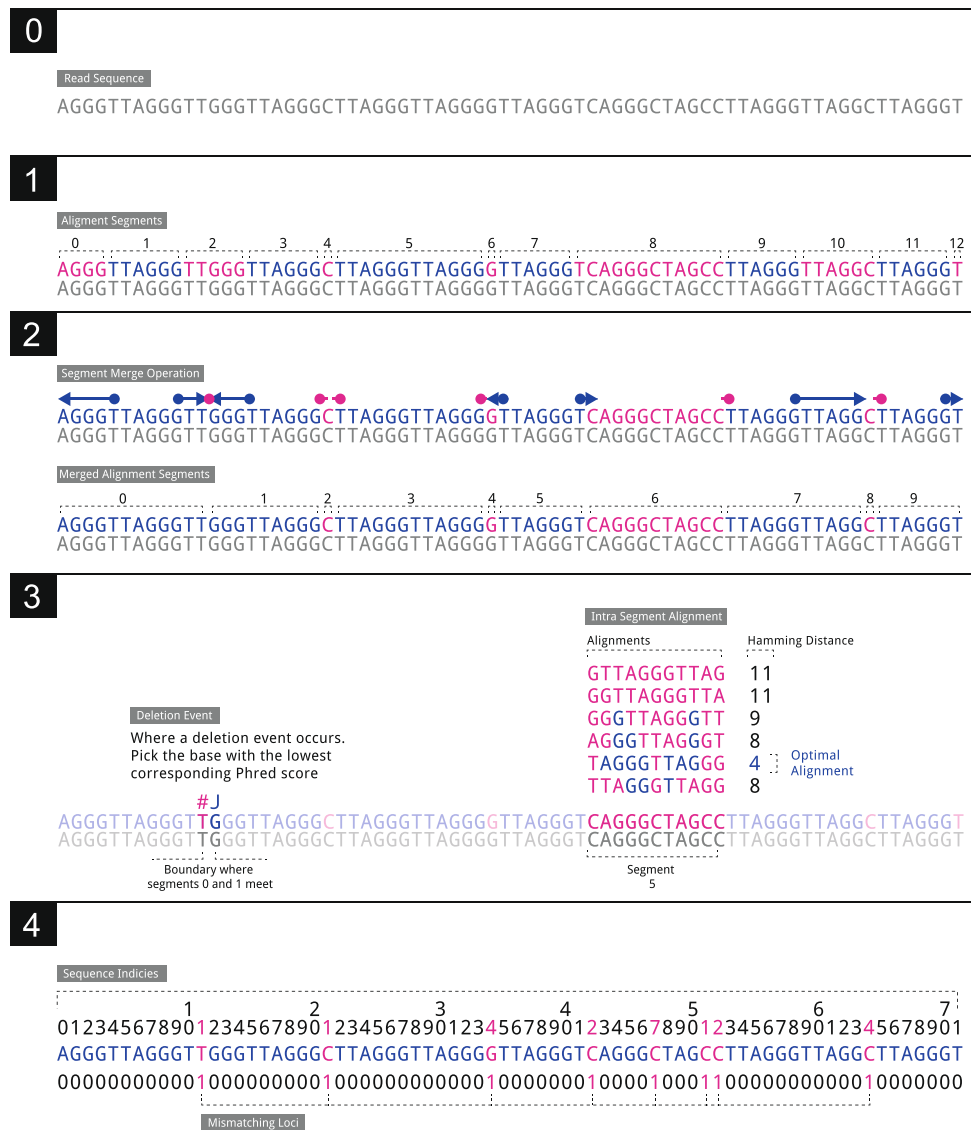 0
Read Sequence
AGGGTTAGGGTTGGGTTAGGGCTTAGGGTTAGGGGTTAGGGTCAGGGCTAGCCTTAGGGTTAGGCTTAGGGT
1
Aligment Segments
0 1 2 3 4 5 6 7 8 9 10 11 12
AGGGTTAGGGTTGGGTTAGGGCTTAGGGTTAGGGGTTAGGGTCAGGGCTAGCCTTAGGGTTAGGCTTAGGGT
AGGGTTAGGGTTGGGTTAGGGCTTAGGGTTAGGGGTTAGGGTCAGGGCTAGCCTTAGGGTTAGGCTTAGGGT
2
Segment Merge Operation
AGGGTTAGGGTTGGGTTAGGGCTTAGGGTTAGGGGTTAGGGTCAGGGCTAGCCTTAGGGTTAGGCTTAGGGT
AGGGTTAGGGTTGGGTTAGGGCTTAGGGTTAGGGGTTAGGGTCAGGGCTAGCCTTAGGGTTAGGCTTAGGGT
Merged Alignment Segments
0 1 2 3 4 5 6 7 8 9
AGGGTTAGGGTTGGGTTAGGGCTTAGGGTTAGGGGTTAGGGTCAGGGCTAGCCTTAGGGTTAGGCTTAGGGT
AGGGTTAGGGTTGGGTTAGGGCTTAGGGTTAGGGGTTAGGGTCAGGGCTAGCCTTAGGGTTAGGCTTAGGGT
3
Intra Segment Alignment
Alignments Hamming Distance
GTTAGGGTTAG 11
GGTTAGGGTTA 11
GGGTTAGGGTT 9
AGGGTTAGGGT 8
TAGGGTTAGGG 4
TTAGGGTTAGG 8
Optimal
Alignment
Deletion Event
Where a deletion event occurs.
Pick the base with the lowest
corresponding Phred score
#J
AGGGTTAGGGTTGGGTTAGGGCTTAGGGTTAGGGGTTAGGGTCAGGGCTAGCCTTAGGGTTAGGCTTAGGGT
AGGGTTAGGGTTGGGTTAGGGCTTAGGGTTAGGGGTTAGGGTCAGGGCTAGCCTTAGGGTTAGGCTTAGGGT
Boundary where
segments 0 and 1 meet
Segment
5
4
Sequence Indicies
1 2 3 4 5 6 7
012345678901234567890123456789012345678901234567890123456789012345678901
AGGGTTAGGGTTGGGTTAGGGCTTAGGGTTAGGGGTTAGGGTCAGGGCTAGCCTTAGGGTTAGGCTTAGGGT
000000000001000000000100000000000010000000100001000110000000000010000000
Mismatching Loci